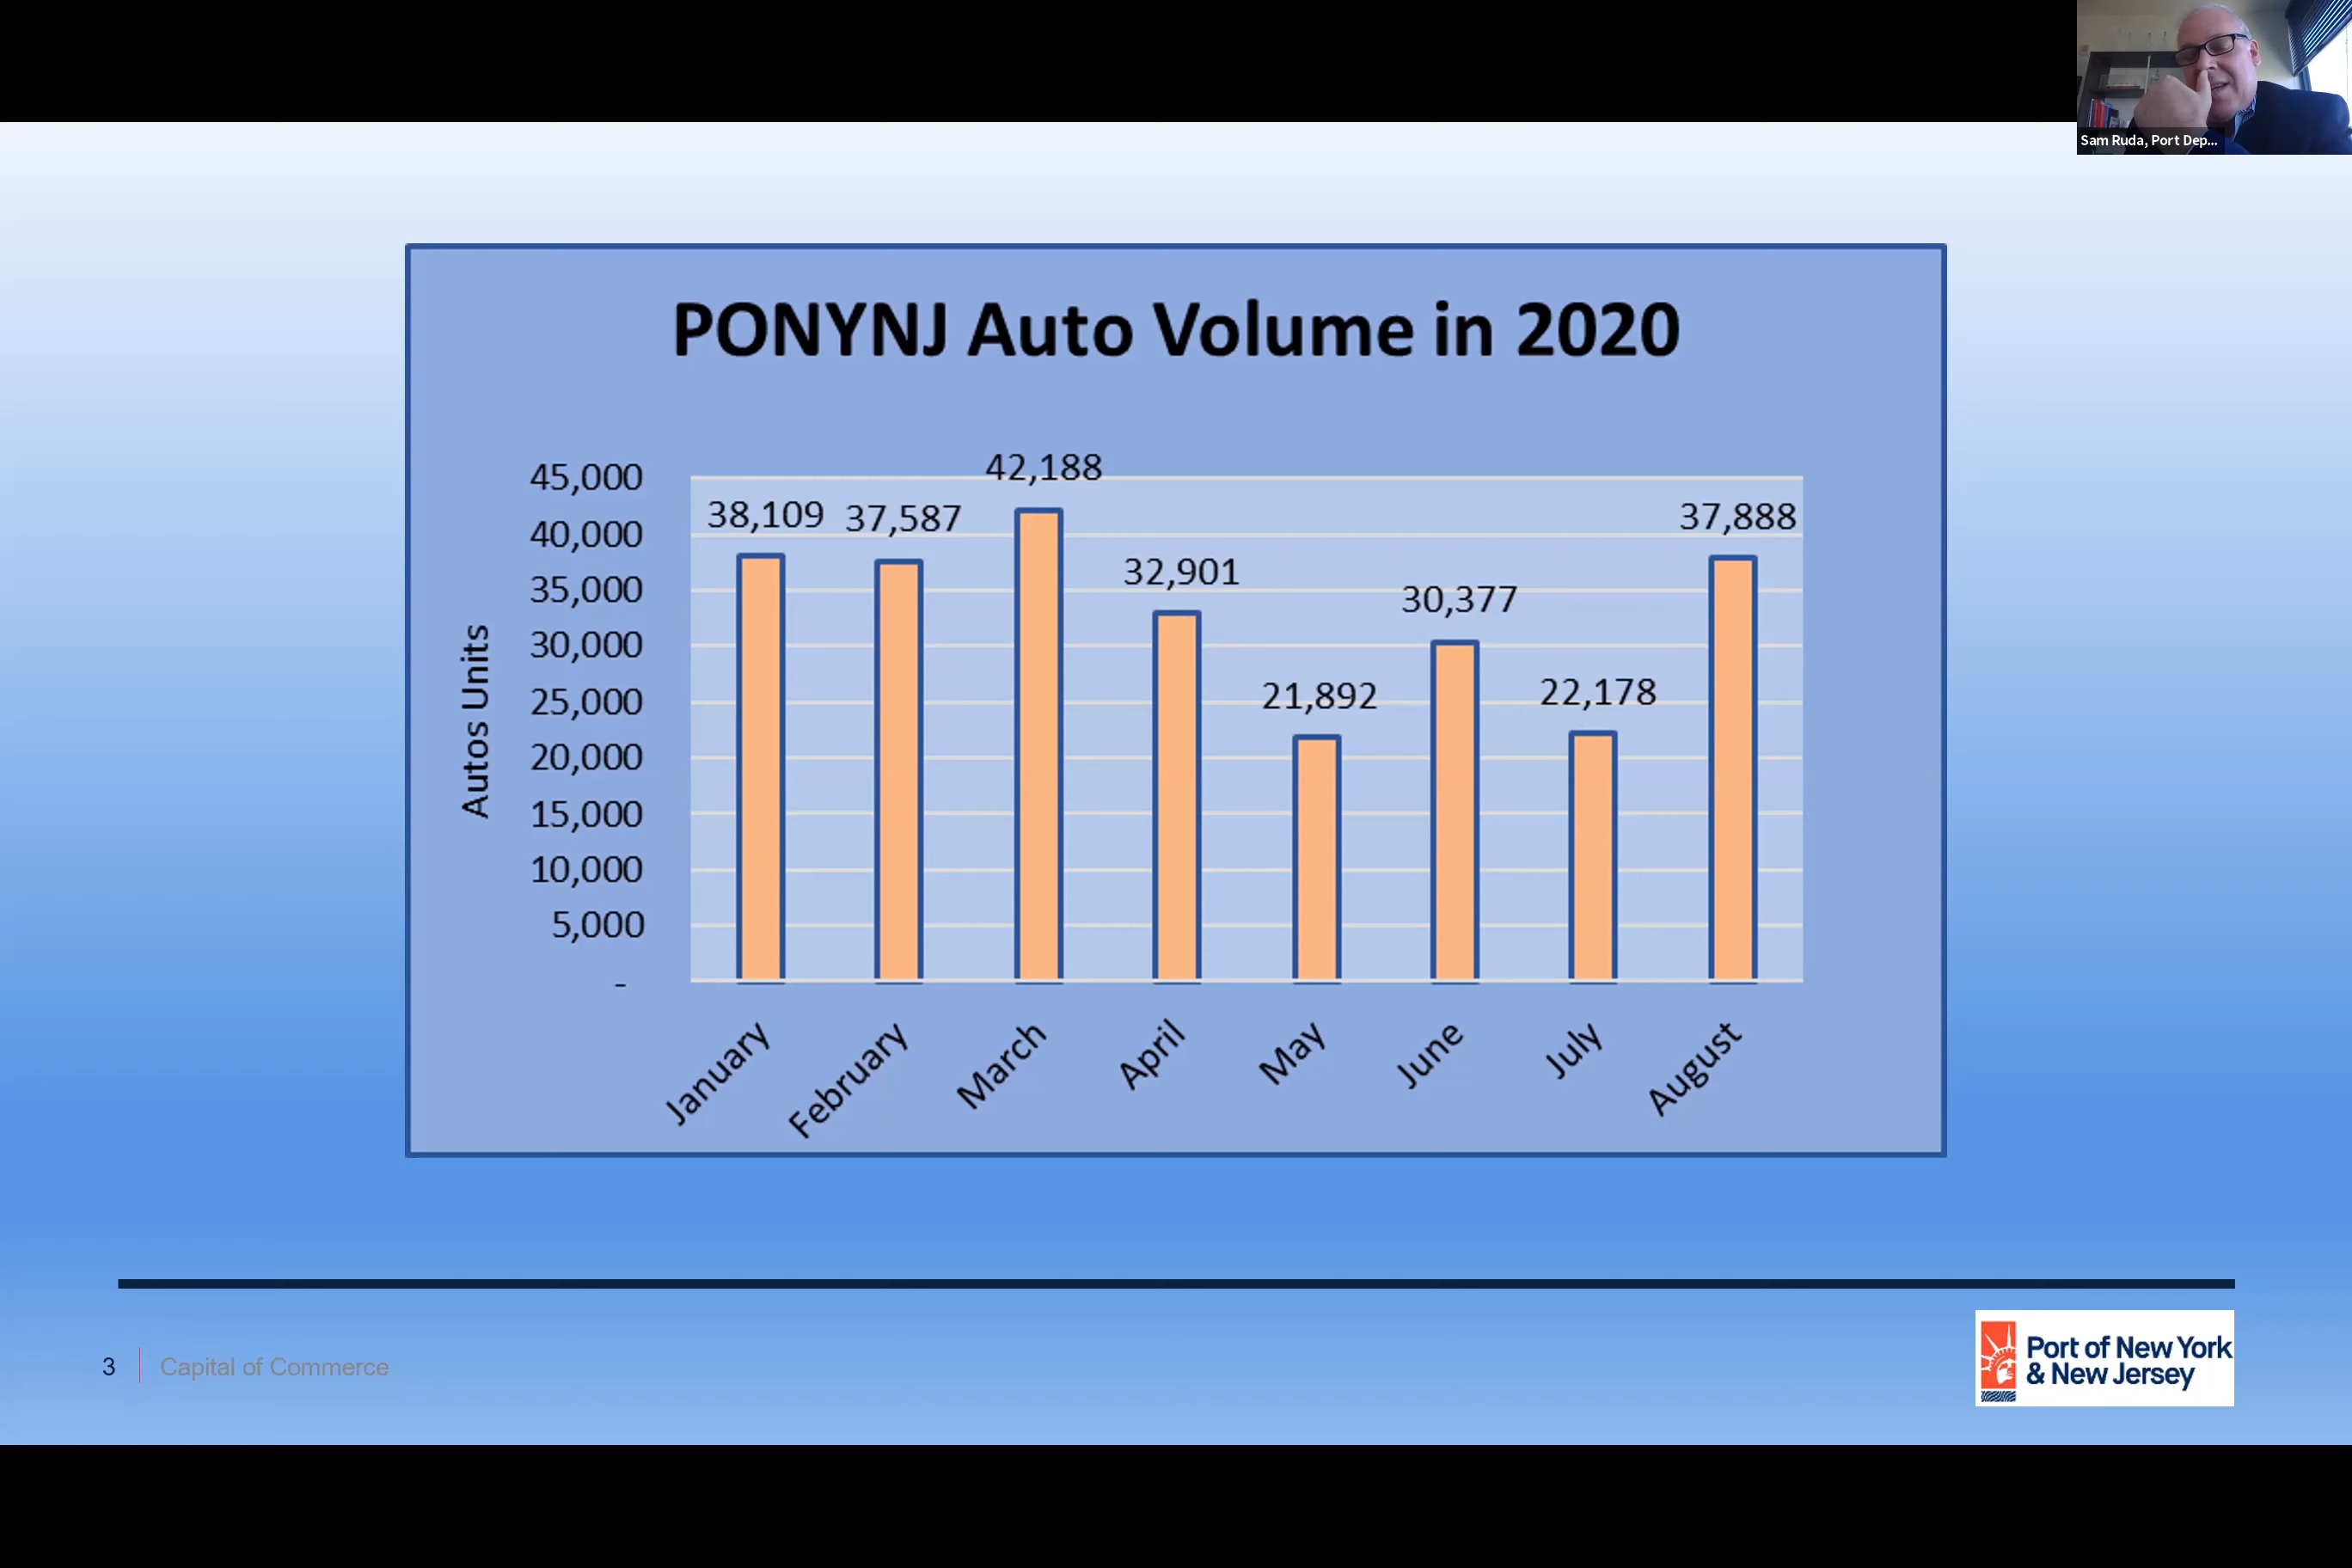 Sam Ruda, Port Dep...
PONYNJ Auto Volume in 2020
Autos Units
45,000
40,000
35,000
30,000
25,000
20,000
15,000
10,000
5,000
-
38,109
37,587
42,188
32,901
21,892
30,377
22,178
37,888
January
February
March
April
May
June
July
August
3
Capital of Commerce
Port of New York
& New Jersey